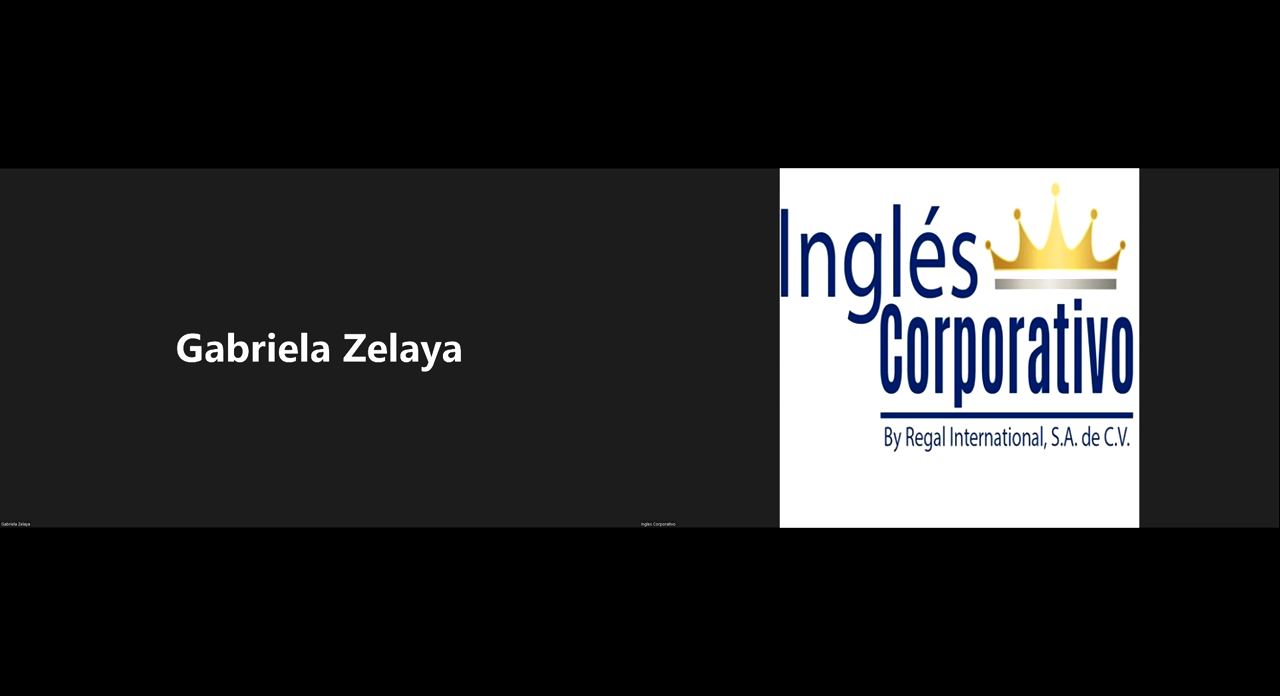 Gabriela Zelaya
Inglés
Corporativo
By Regal International, S.A. de C.V.
Gabriela Zelaya
Inglés Corporativo